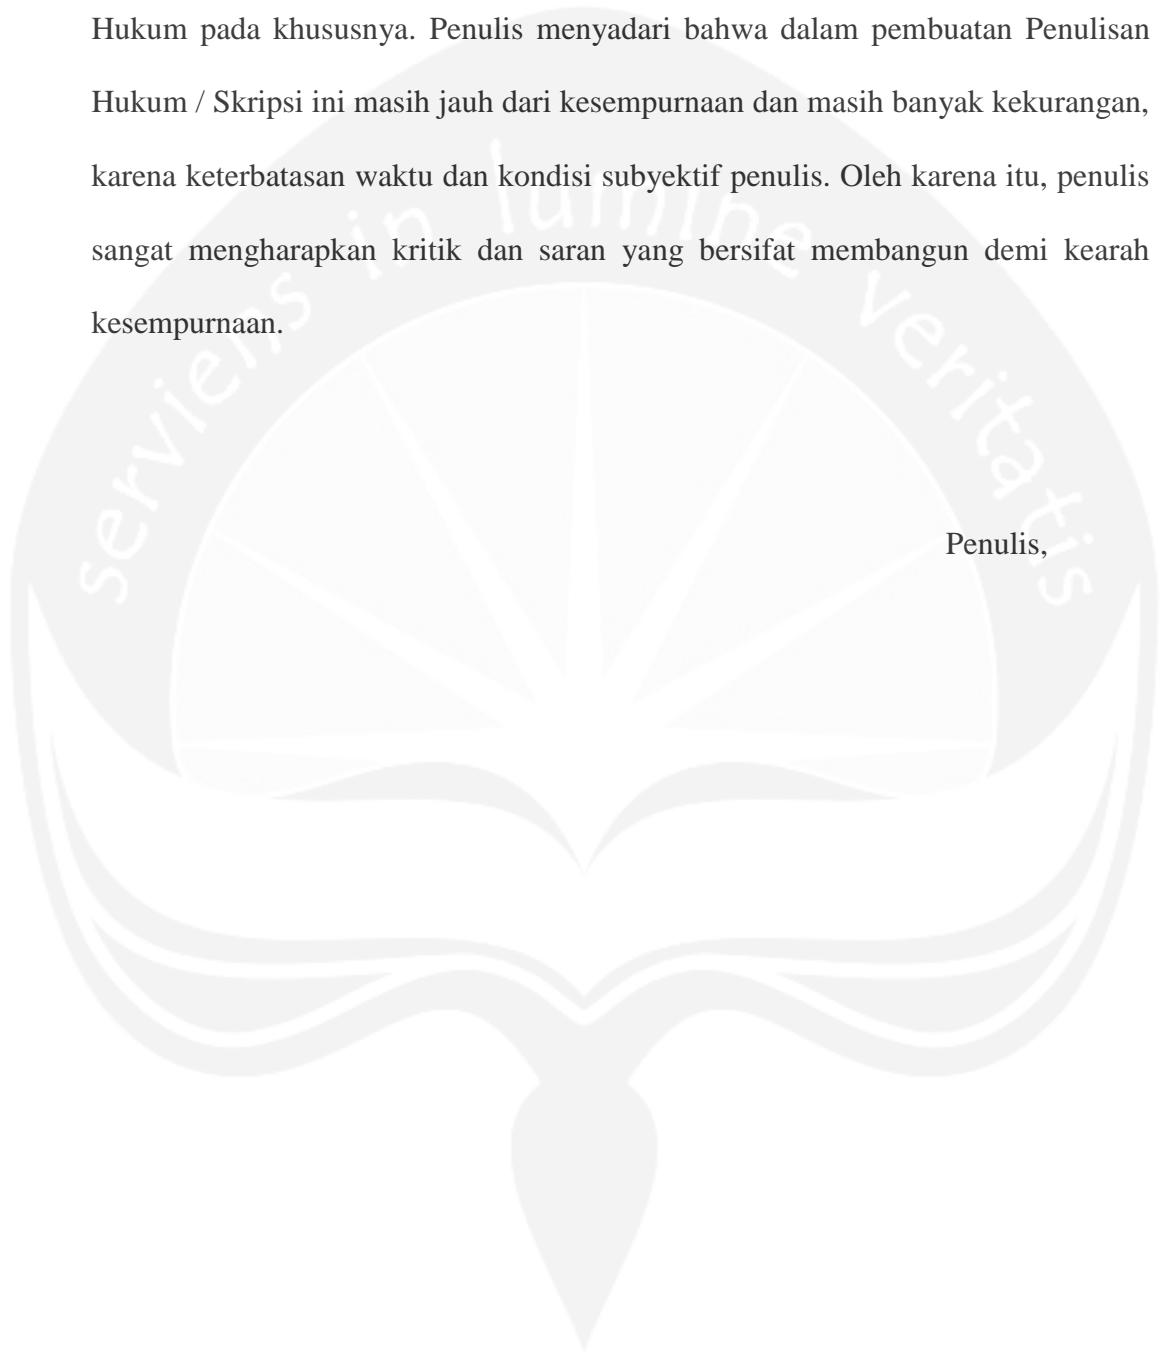 Hukum pada khususnya. Penulis menyadari bahwa dalam pembuatan Penulisan
Hukum / Skripsi ini masih jauh dari kesempurnaan dan masih banyak kekurangan,
karena keterbatasan waktu dan kondisi subyektif penulis. Oleh karena itu, penulis
sangat mengharapkan kritik dan saran yang bersifat membangun demi kearah
kesempurnaan.
serviens in lumine veritatis
Penulis,